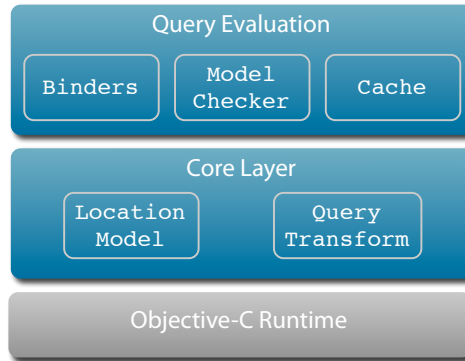 Query Evaluation
Binders
Model
Checker
Cache
Core Layer
Location
Model
Query
Transform
Objective-C Runtime